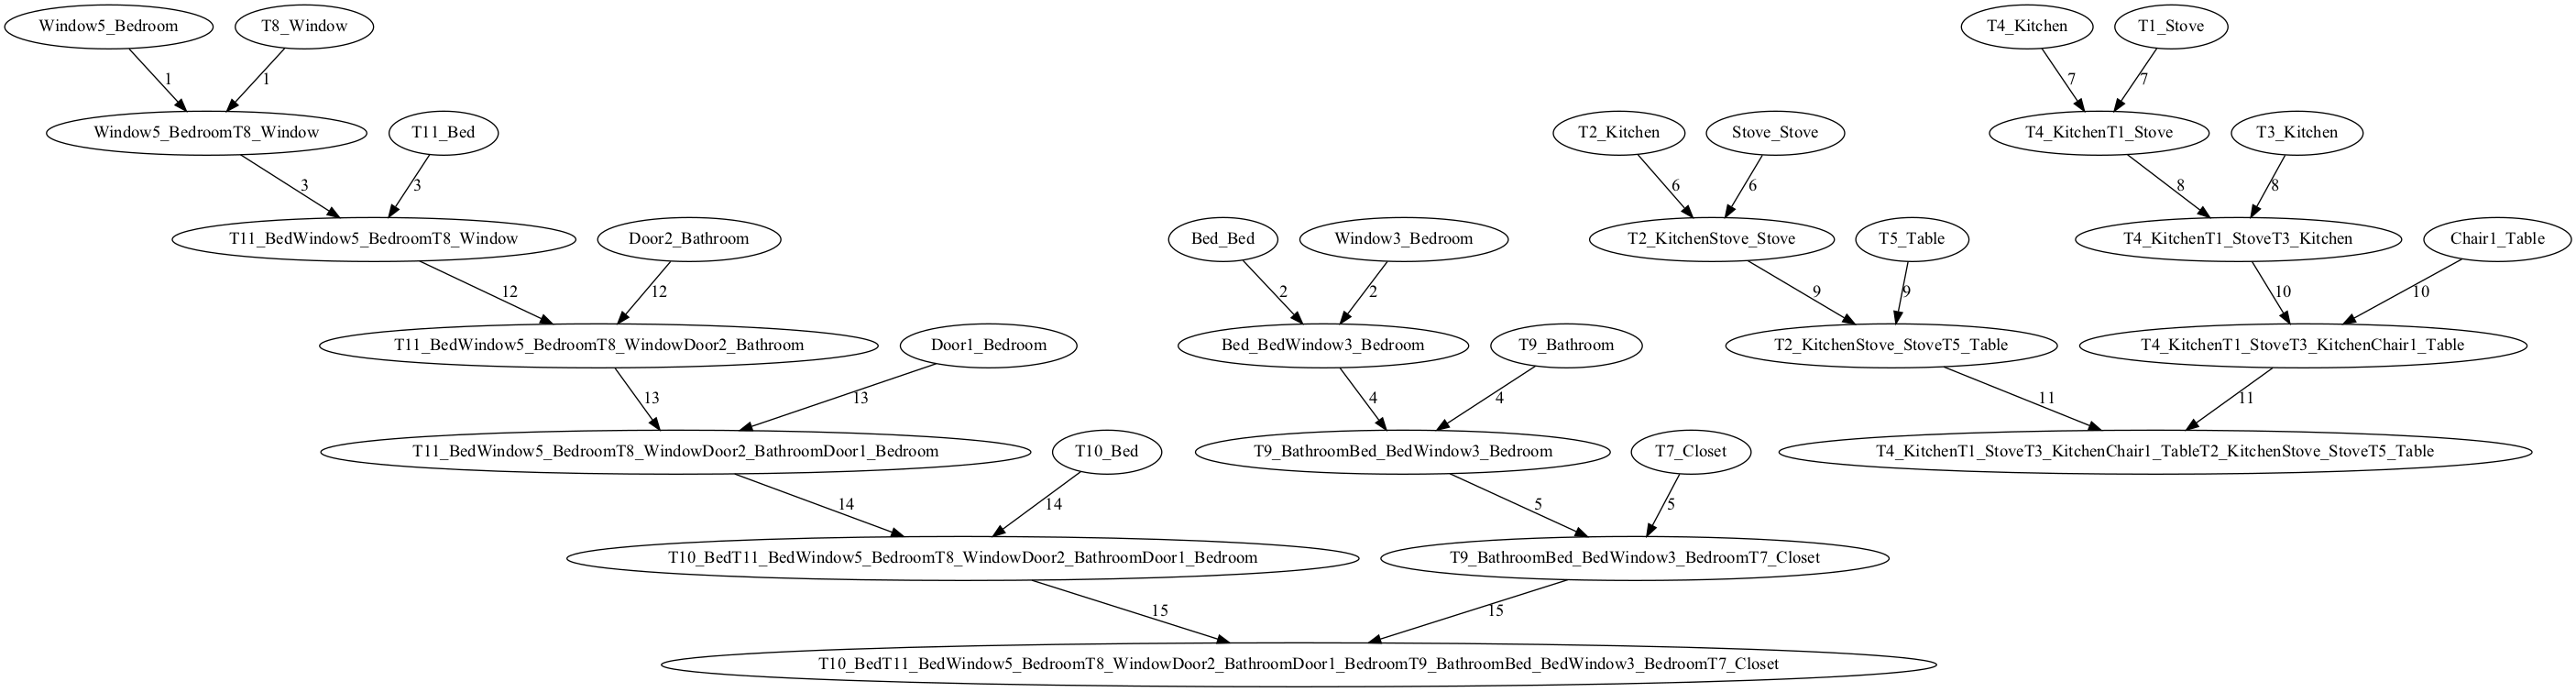 Window5_Bedroom T8_Window T4_Kitchen T1_Stove
1 1 7 7
Window5_BedroomT8_Window T11_Bed T2_Kitchen Stove_Stove T4_KitchenT1_Stove T3_Kitchen
3 3 6 6 8 8
T11_BedWindow5_BedroomT8_Window Door2_Bathroom Bed_Bed Window3_Bedroom T2_KitchenStove_Stove T5_Table T4_KitchenT1_StoveT3_Kitchen Chair1_Table
12 12 2 2 9 9 10 10
T11_BedWindow5_BedroomT8_WindowDoor2_Bathroom Door1_Bedroom Bed_BedWindow3_Bedroom T9_Bathroom T2_KitchenStove_StoveT5_Table T4_KitchenT1_StoveT3_KitchenChair1_Table
13 13 4 4 11 11
T11_BedWindow5_BedroomT8_WindowDoor2_BathroomDoor1_Bedroom T10_Bed T9_BathroomBed_BedWindow3_Bedroom T7_Closet T4_KitchenT1_StoveT3_KitchenChair1_TableT2_KitchenStove_StoveT5_Table
14 14 5 5
T10_BedT11_BedWindow5_BedroomT8_WindowDoor2_BathroomDoor1_Bedroom T9_BathroomBed_BedWindow3_BedroomT7_Closet
15 15
T10_BedT11_BedWindow5_BedroomT8_WindowDoor2_BathroomDoor1_BedroomT9_BathroomBed_BedWindow3_BedroomT7_Closet